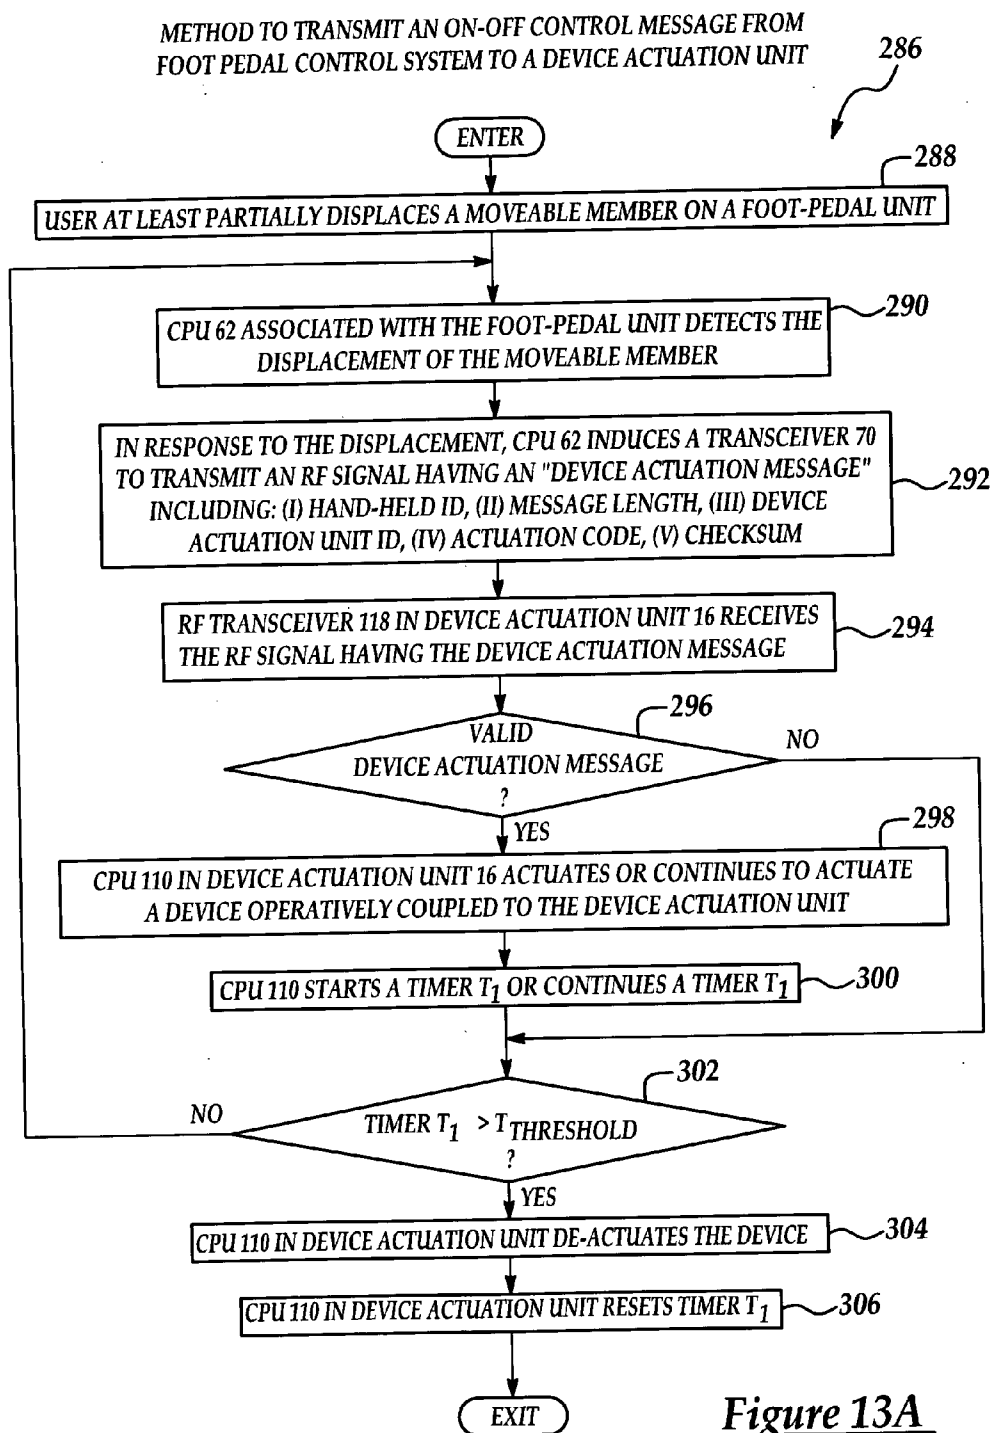 METHOD TO TRANSMIT AN ON-OFF CONTROL MESSAGE FROM
FOOT PEDAL CONTROL SYSTEM TO A DEVICE ACTUATION UNIT
286
ENTER
288
USER AT LEAST PARTIALLY DISPLACES A MOVEABLE MEMBER ON A FOOT-PEDAL UNIT
290
CPU 62 ASSOCIATED WITH THE FOOT-PEDAL UNIT DETECTS THE
DISPLACEMENT OF THE MOVEABLE MEMBER
IN RESPONSE TO THE DISPLACEMENT, CPU 62 INDUCES A TRANSCEIVER 70
TO TRANSMIT AN RF SIGNAL HAVING AN "DEVICE ACTUATION MESSAGE"
INCLUDING: (I) HAND-HELD ID, (II) MESSAGE LENGTH, (III) DEVICE
ACTUATION UNIT ID, (IV) ACTUATION CODE, (V) CHECKSUM
292
RF TRANSCEIVER 118 IN DEVICE ACTUATION UNIT 16 RECEIVES
THE RF SIGNAL HAVING THE DEVICE ACTUATION MESSAGE
294
296
VALID
DEVICE ACTUATION MESSAGE
?
NO
YES
298
CPU 110 IN DEVICE ACTUATION UNIT 16 ACTUATES OR CONTINUES TO ACTUATE
A DEVICE OPERATIVELY COUPLED TO THE DEVICE ACTUATION UNIT
CPU 110 STARTS A TIMER T1 OR CONTINUES A TIMER T1
300
302
NO
TIMER T1 > TTHRESHOLD
?
YES
CPU 110 IN DEVICE ACTUATION UNIT DE-ACTUATES THE DEVICE
304
CPU 110 IN DEVICE ACTUATION UNIT RESETS TIMER T1
306
EXIT
Figure 13A